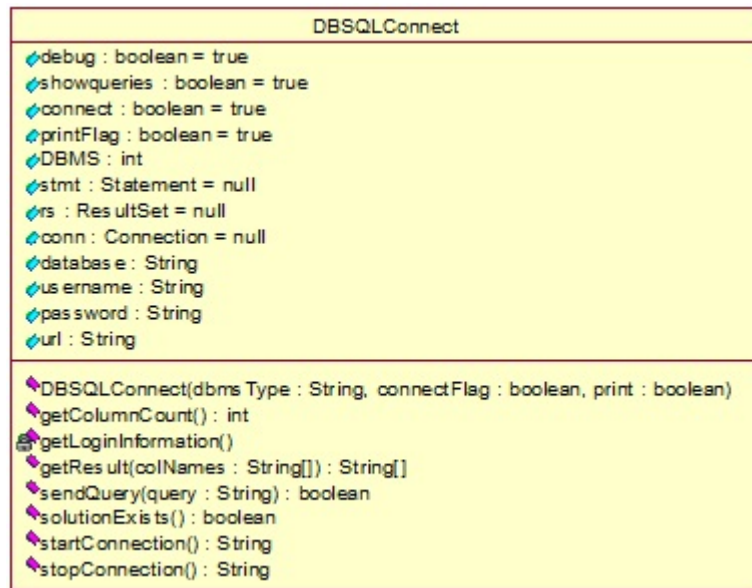 DBSQLConnect
debug : boolean = true
showqueries : boolean = true
connect : boolean = true
printFlag : boolean = true
DBMS : int
stmt : Statement = null
rs : ResultSet = null
conn : Connection = null
database : String
username : String
password : String
url : String
DBSQLConnect(dbmsType : String, connectFlag : boolean, print : boolean)
getColumnCount() : int
getLoginInformation()
getResult(colNames : String[]) : String[]
sendQuery(query : String) : boolean
solutionExists() : boolean
startConnection() : String
stopConnection() : String